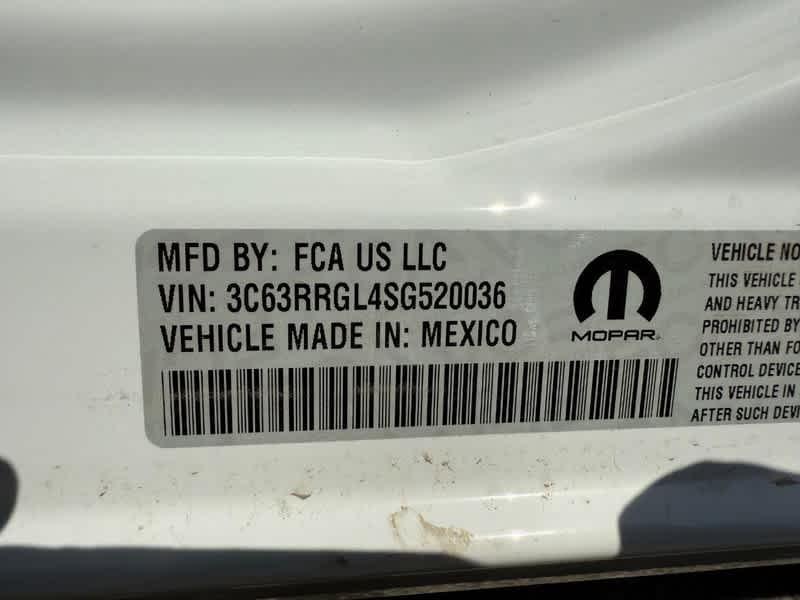 MFD BY: FCA US LLC
VIN: 3C63RRGL4SG520036
VEHICLE MADE IN: MEXICO
MOPAR
VEHICLE NO
THIS VEHICLE
AND HEAVY TR
PROHIBITED BY
OTHER THAN FO
CONTROL DEVICE
THIS VEHICLE IN
AFTER SUCH DEVI